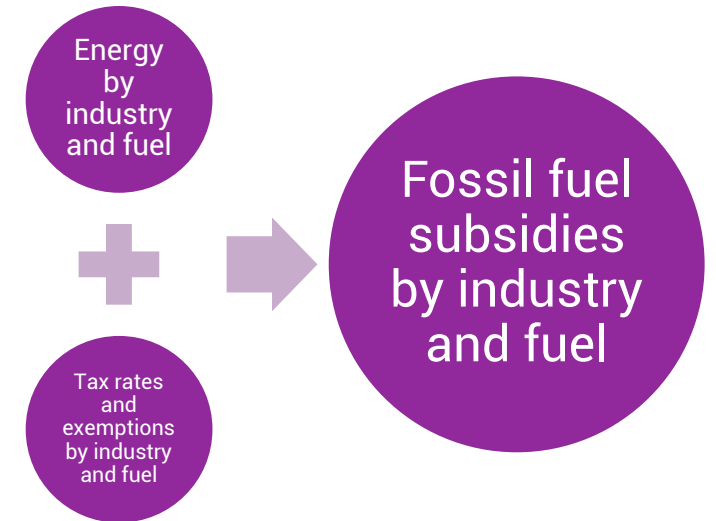 Energy
by
industry
and fuel
Tax rates
and
exemptions
by industry
and fuel
Fossil fuel
subsidies
by industry
and fuel